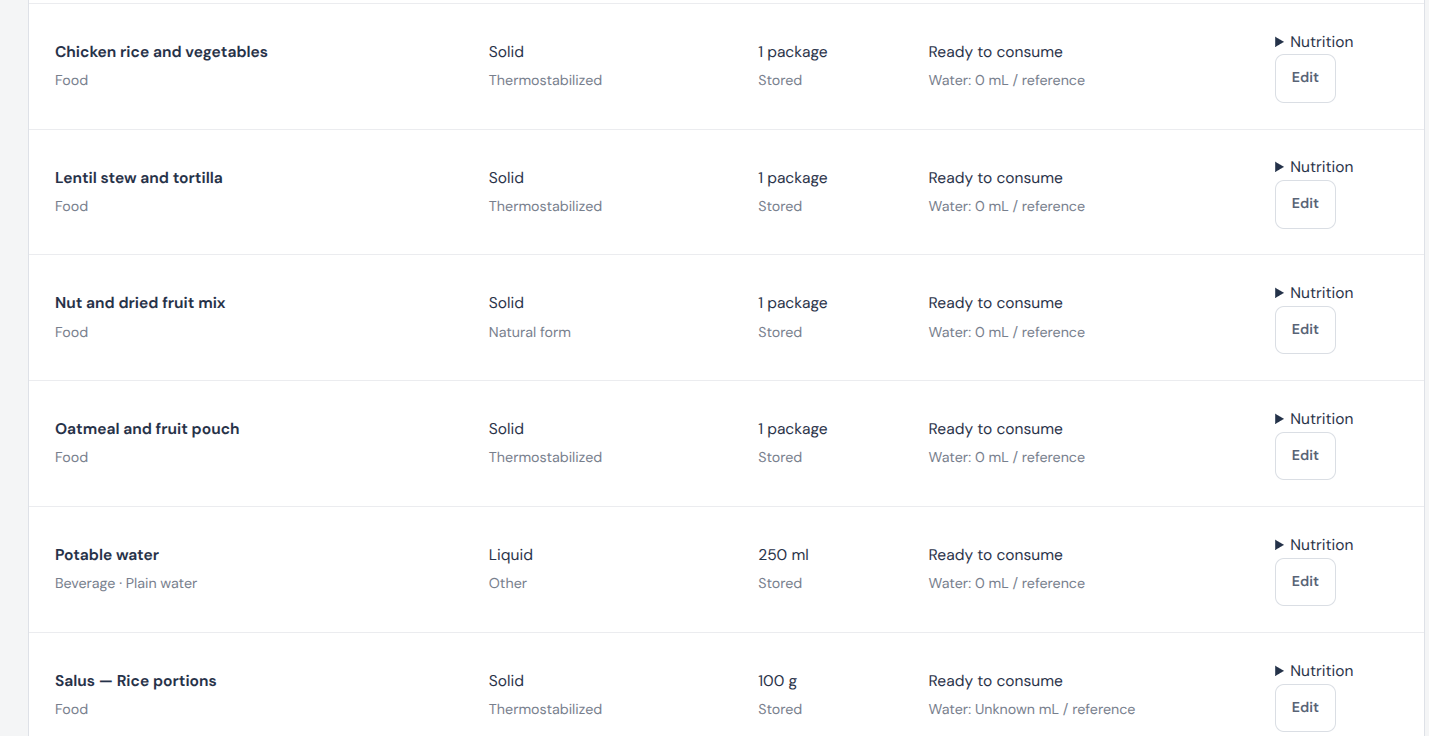 Chicken rice and vegetables Solid 1 package Ready to consume ▶ Nutrition
Food Thermostabilized Stored Water: 0 mL / reference Edit
Lentil stew and tortilla Solid 1 package Ready to consume ▶ Nutrition
Food Thermostabilized Stored Water: 0 mL / reference Edit
Nut and dried fruit mix Solid 1 package Ready to consume ▶ Nutrition
Food Natural form Stored Water: 0 mL / reference Edit
Oatmeal and fruit pouch Solid 1 package Ready to consume ▶ Nutrition
Food Thermostabilized Stored Water: 0 mL / reference Edit
Potable water Liquid 250 ml Ready to consume ▶ Nutrition
Beverage · Plain water Other Stored Water: 0 mL / reference Edit
Salus — Rice portions Solid 100 g Ready to consume ▶ Nutrition
Food Thermostabilized Stored Water: Unknown mL / reference Edit